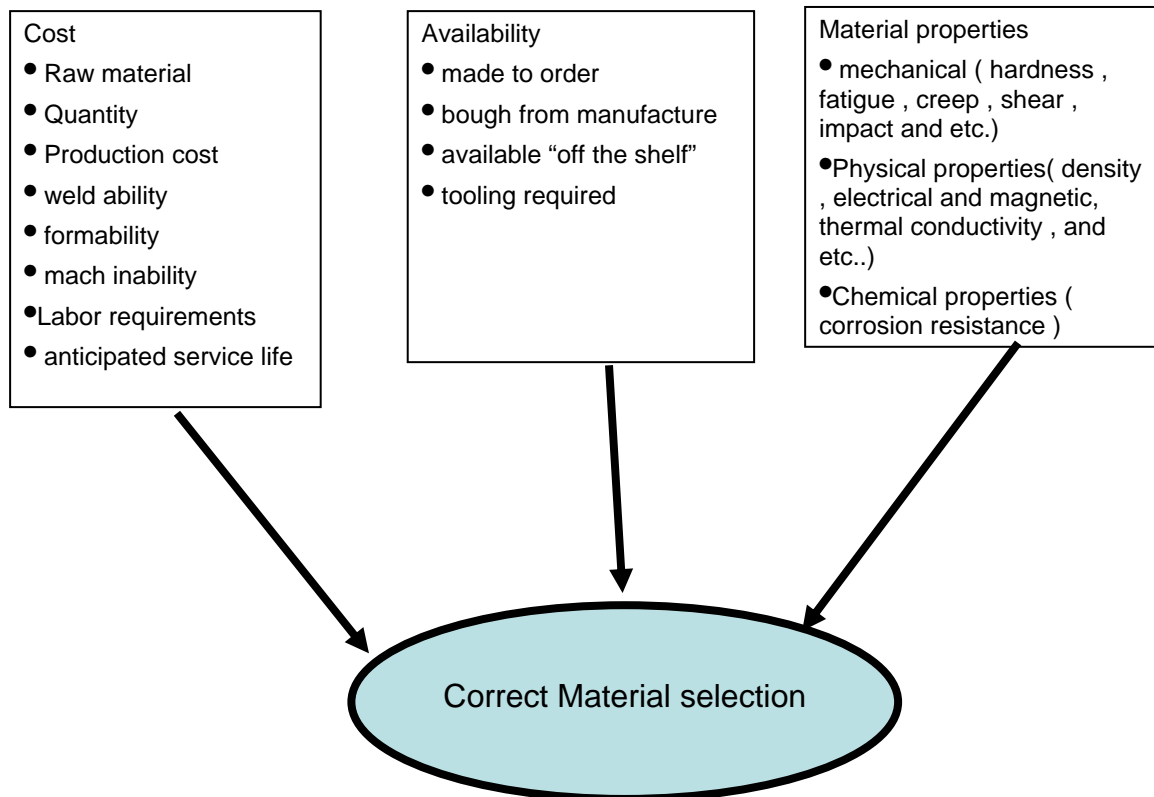 Cost
• Raw material
• Quantity
• Production cost
• weld ability
• formability
• mach inability
•Labor requirements
• anticipated service life
Availability
• made to order
• bough from manufacture
• available “off the shelf”
• tooling required
Material properties
• mechanical ( hardness ,
fatigue , creep , shear ,
impact and etc.)
•Physical properties( density
, electrical and magnetic,
thermal conductivity , and
etc..)
•Chemical properties (
corrosion resistance )
Correct Material selection